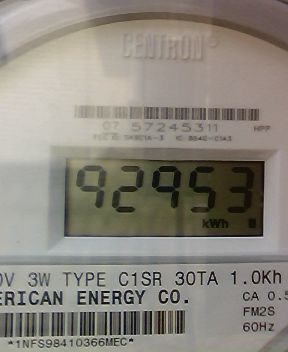 CENTRON®
07 57245311 HPP
92953
kWh
0V 3W TYPE C1SR 30TA 1.0Kh
ERICAN ENERGY CO. CA 0.5
FM2S
60Hz
*1NFS98410366MEC*